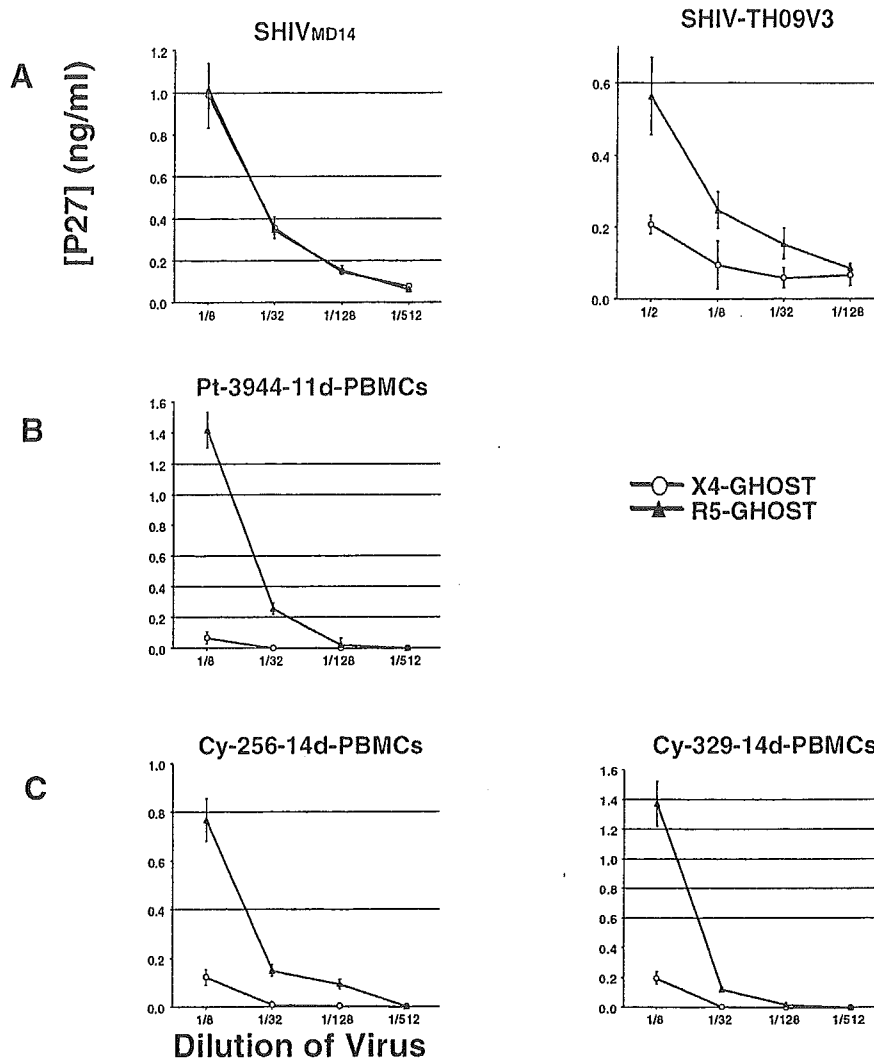 A
[P27] (ng/ml)
SHIVMD14
1.2
1.0
0.8
0.6
0.4
0.2
0.0
1/8 1/32 1/128 1/512
SHIV-TH09V3
0.6
0.4
0.2
0.0
1/2 1/8 1/32 1/128
B
Pt-3944-11d-PBMCs
1.6
1.4
1.2
1.0
0.8
0.6
0.4
0.2
0.0
1/8 1/32 1/128 1/512
X4-GHOST
R5-GHOST
C
Cy-256-14d-PBMCs
1.0
0.8
0.6
0.4
0.2
0.0
1/8 1/32 1/128 1/512
Cy-329-14d-PBMCs
1.6
1.4
1.2
1.0
0.8
0.6
0.4
0.2
0.0
1/8 1/32 1/128 1/512
Dilution of Virus